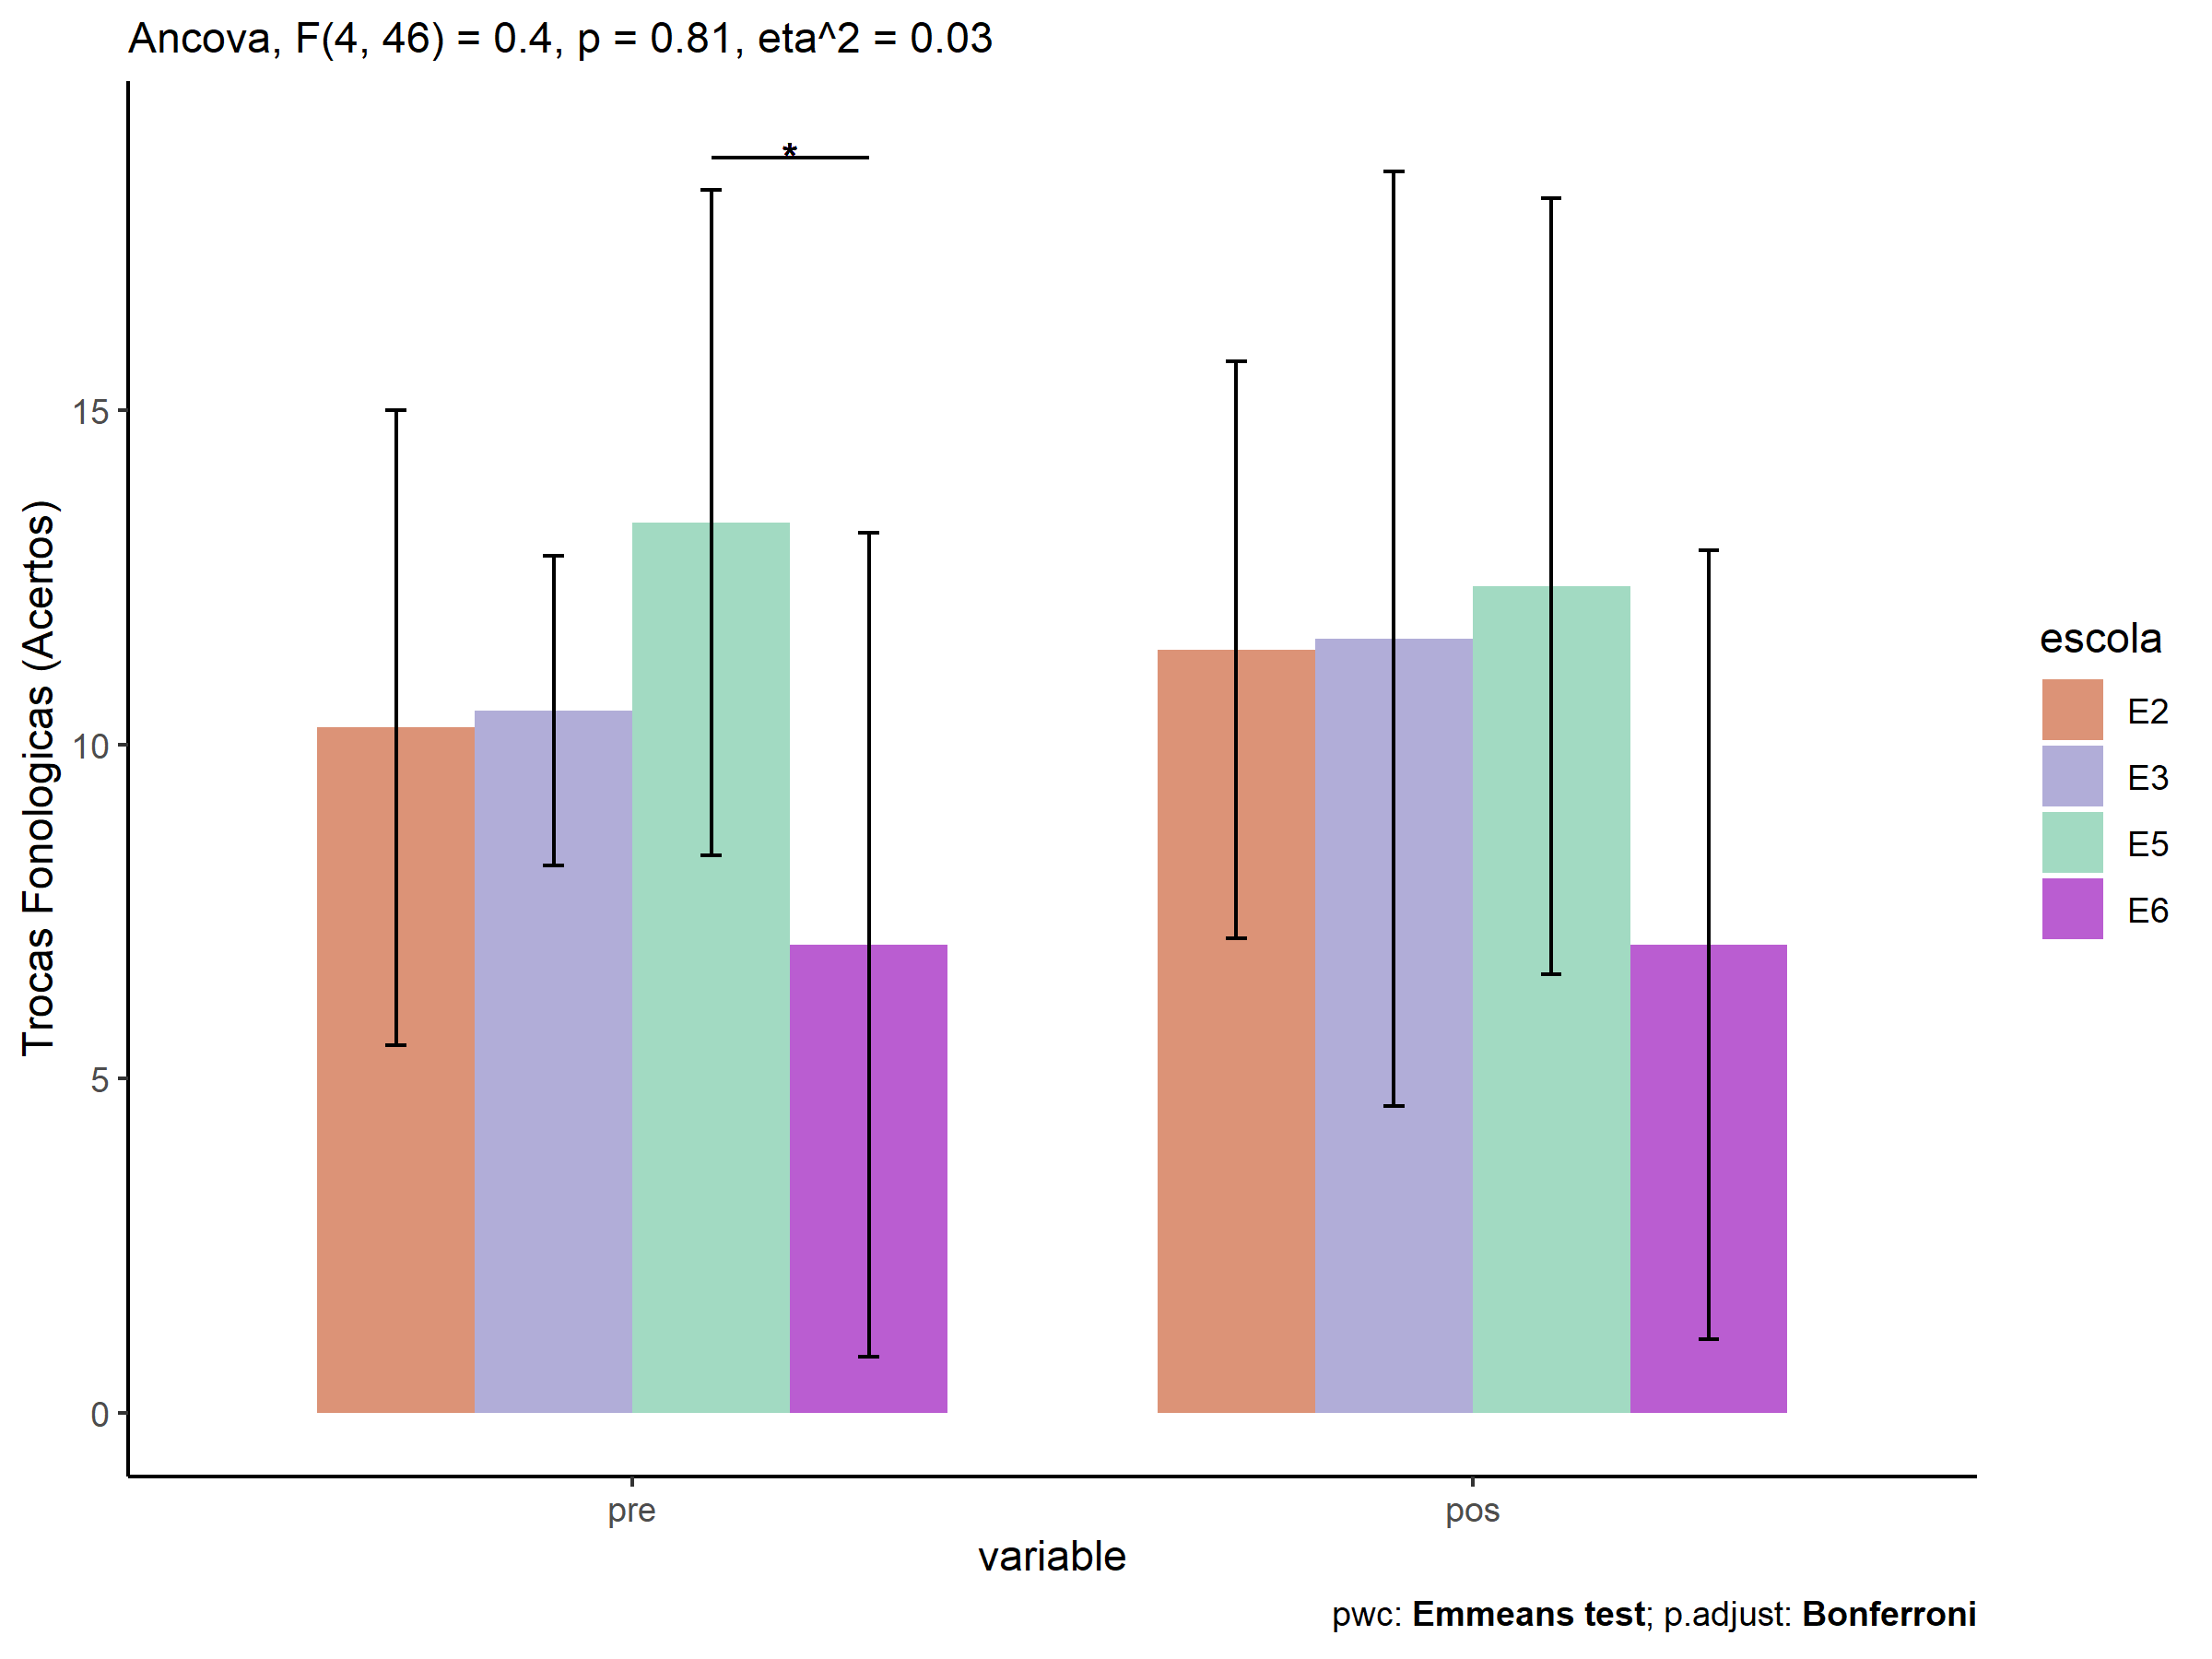 Ancova, F(4, 46) = 0.4, p = 0.81, eta^2 = 0.03
*
Trocas Fonologicas (Acertos)
15
10
5
0
pre
pos
variable
escola
E2
E3
E5
E6
pwc: Emmeans test; p.adjust: Bonferroni